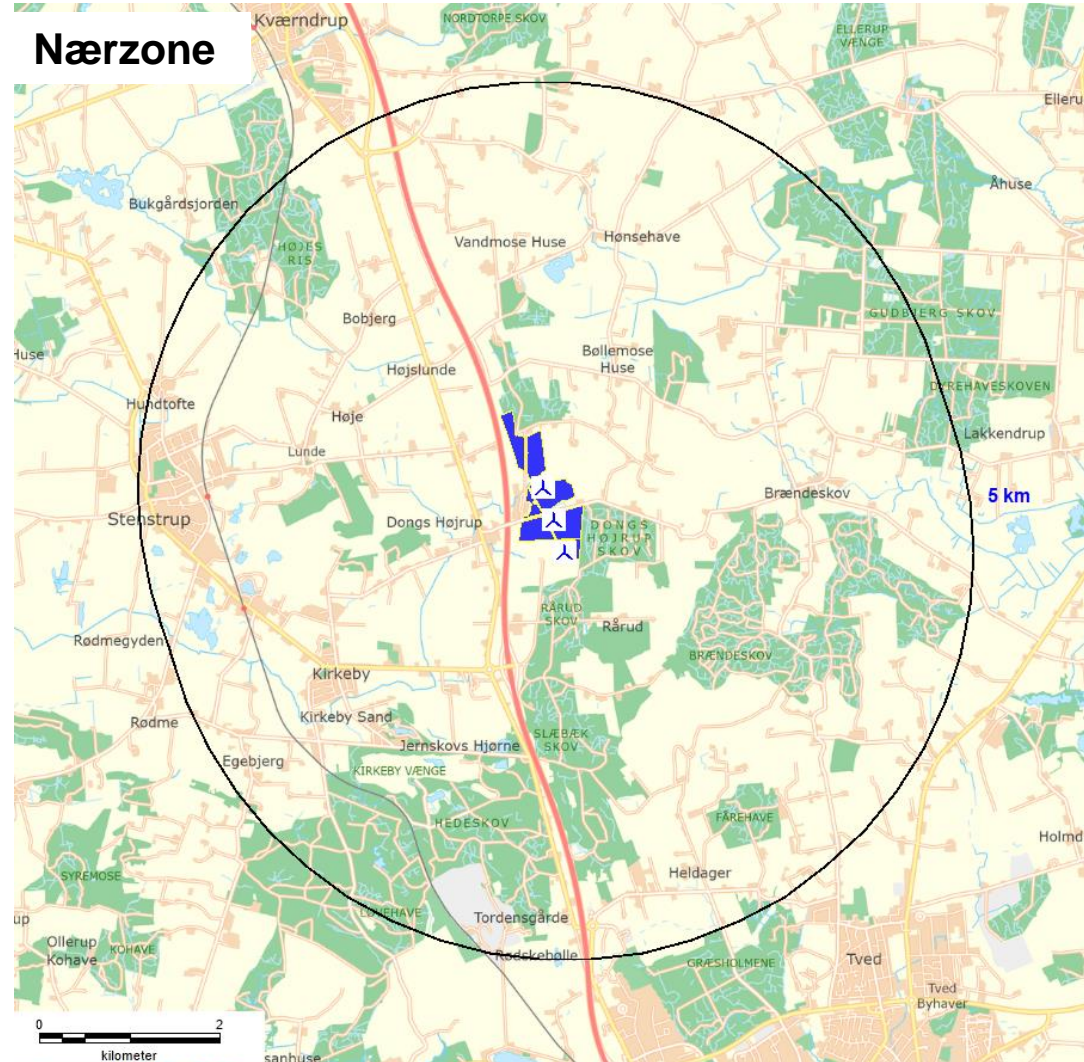 Nærzone
Kværndrup
NORDTORPE SKOV
ELLERUP
VÆNGE
Elleru
Åhuse
Bukgårdsjorden
HØJES
RIS
Vandmose Huse
Hønsehave
Bobjerg
GUDBJERG SKOV
Huse
Højslunde
Bøllemose
Huse
DYREHAVESKOVEN
Hundtofte
Høje
Lakkendrup
Lunde
Brændeskov
5 km
Stenstrup
Dongs Højrup
DONGS
HØJRUP
SKOV
RÅRUD
SKOV
Rårud
Rødmegyden
BRÆNDESKOV
Kirkeby
Rødme
Kirkeby Sand
Jernskovs Hjørne
SLÆBÆK
SKOV
Egebjerg
KIRKEBY VÆNGE
HEDESKOV
FÅREHAVE
Holmd
SYREMOSE
Heldager
LØVEHAVE
Tordensgårde
up
Ollerup
Kohave
KOHAVE
Rødskebølle
GRÆSHOLMENE
Tved
Tved
Byhaver
0 2
kilometer
sanhuse